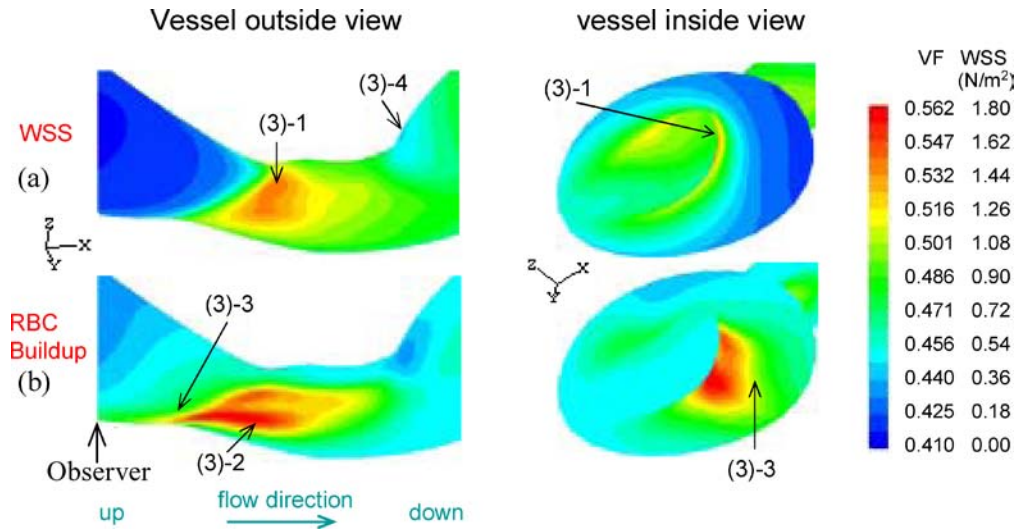 Vessel outside view
vessel inside view
VF WSS
(N/m²)
(3)-4
(3)-1
(3)-1
WSS
(a)
Z
X
Y
0.562 1.80
0.547 1.62
0.532 1.44
0.516 1.26
0.501 1.08
0.486 0.90
0.471 0.72
0.456 0.54
0.440 0.36
0.425 0.18
0.410 0.00
Z X
Y
(3)-3
RBC
Buildup
(b)
(3)-2
(3)-3
Observer
up
flow direction
down